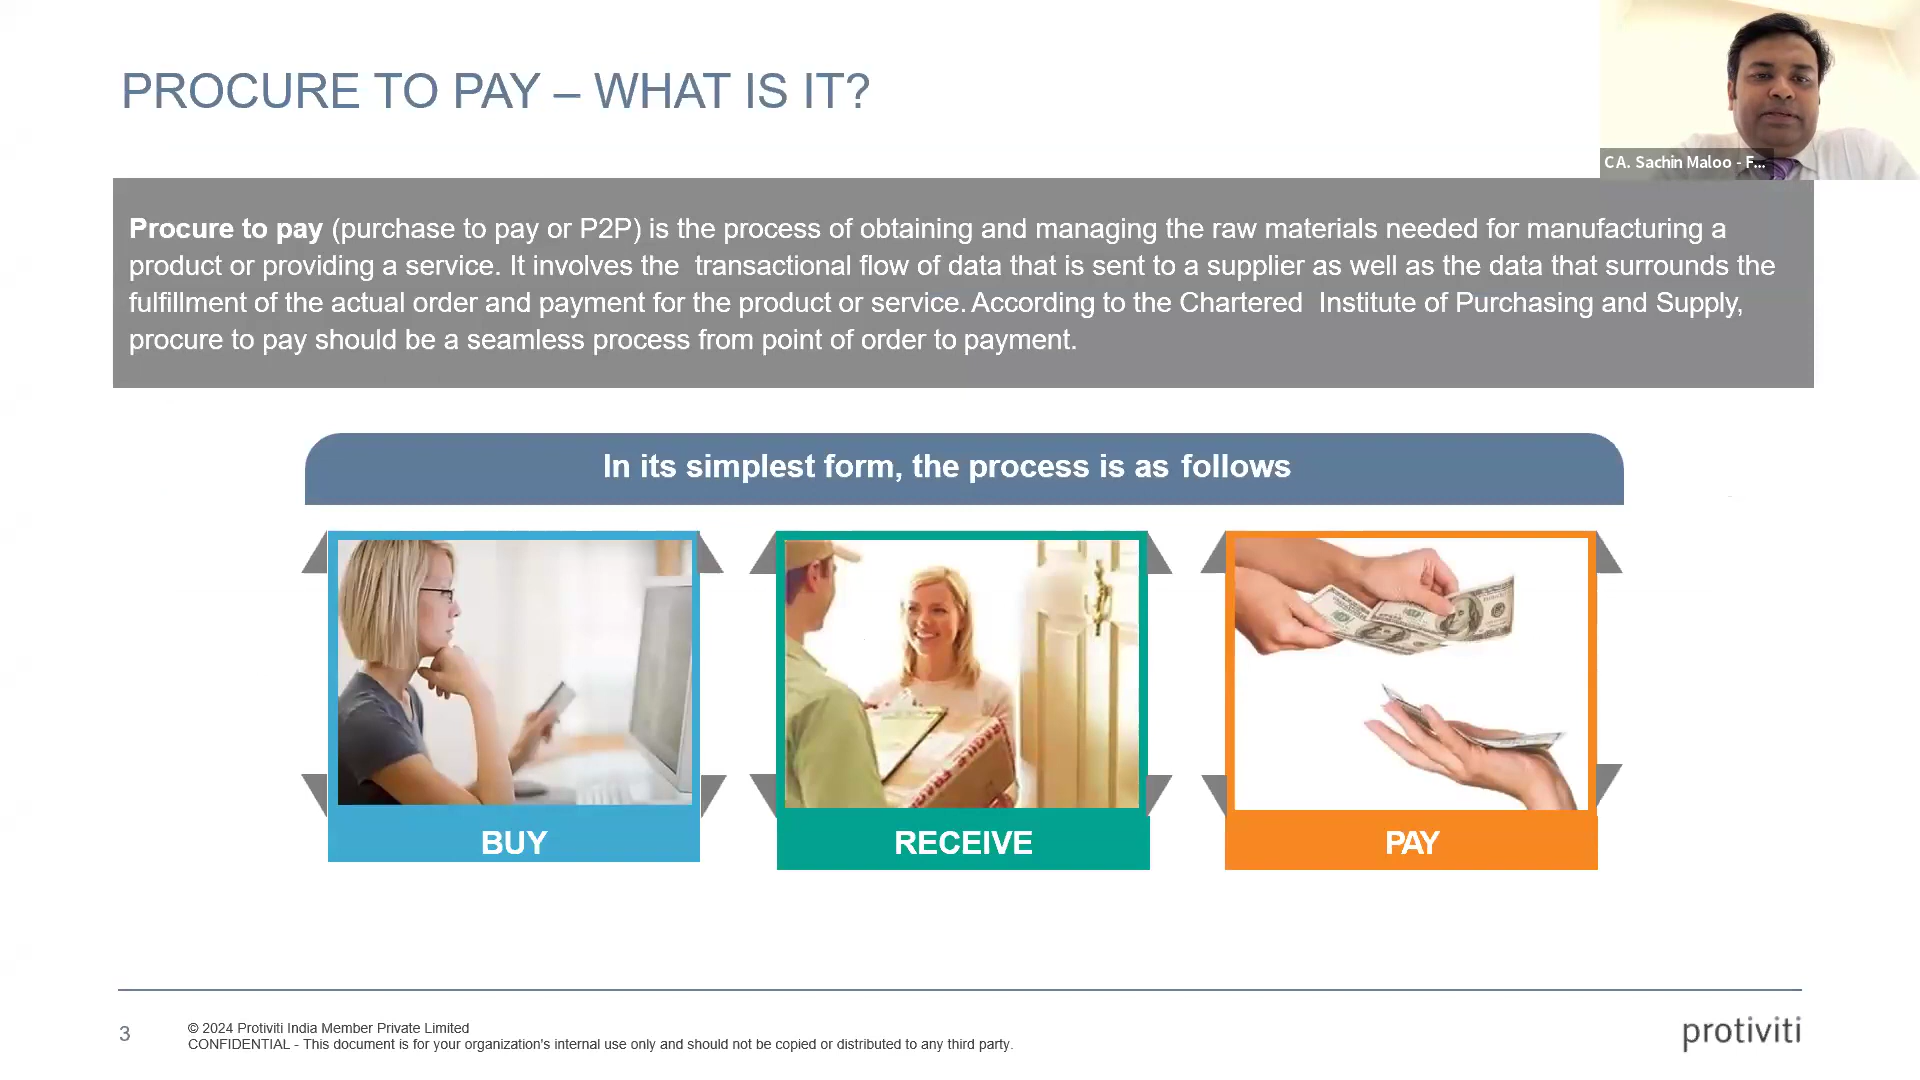 PROCURE TO PAY – WHAT IS IT?
CA. Sachin Maloo - F...
Procure to pay (purchase to pay or P2P) is the process of obtaining and managing the raw materials needed for manufacturing a
product or providing a service. It involves the transactional flow of data that is sent to a supplier as well as the data that surrounds the
fulfillment of the actual order and payment for the product or service. According to the Chartered Institute of Purchasing and Supply,
procure to pay should be a seamless process from point of order to payment.
In its simplest form, the process is as follows
FRAGILE
BUY
RECEIVE
PAY
3
© 2024 Protiviti India Member Private Limited
CONFIDENTIAL - This document is for your organization's internal use only and should not be copied or distributed to any third party.
protiviti